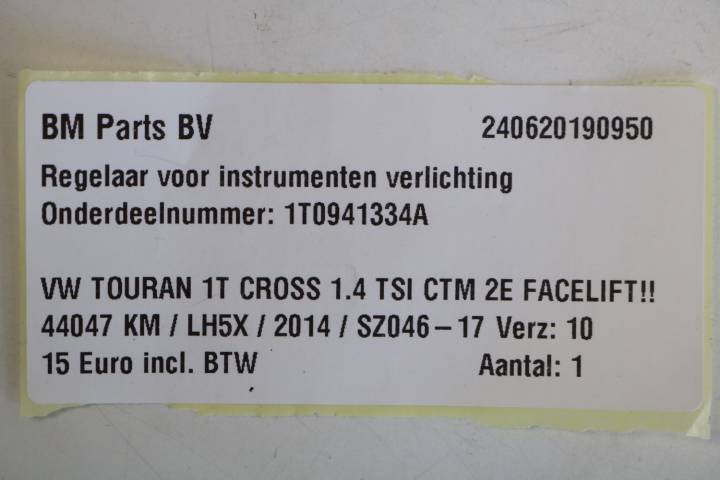 BM Parts BV 240620190950
Regelaar voor instrumenten verlichting
Onderdeelnummer: 1T0941334A
VW TOURAN 1T CROSS 1.4 TSI CTM 2E FACELIFT!!
44047 KM / LH5X / 2014 / SZ046-17 Verz: 10
15 Euro incl. BTW Aantal: 1